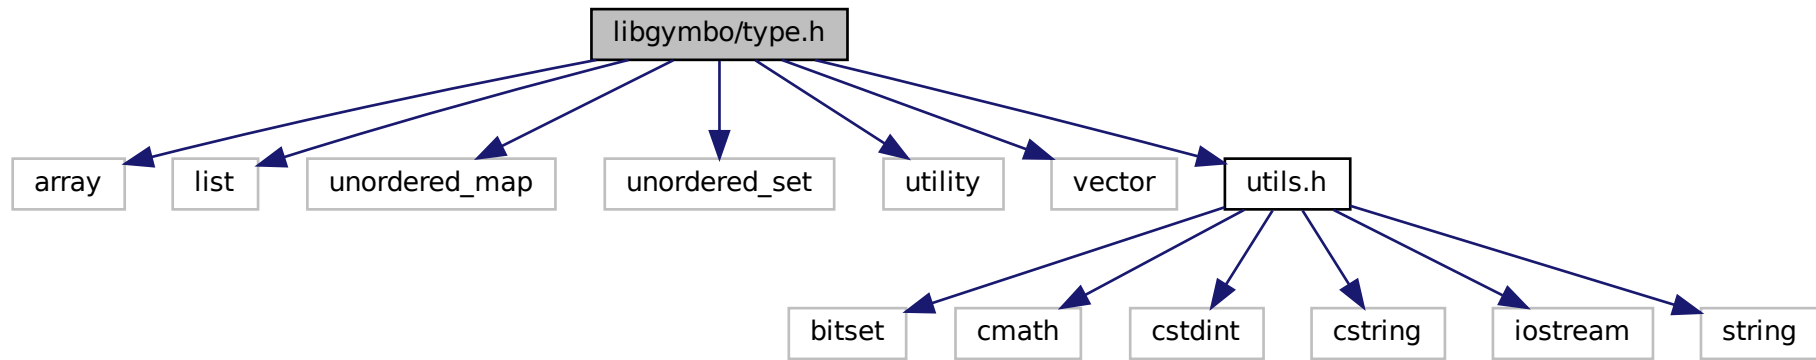 libgymbo/type.h
array
list
unordered_map
unordered_set
utility
vector
utils.h
bitset
cmath
cstdint
cstring
iostream
string